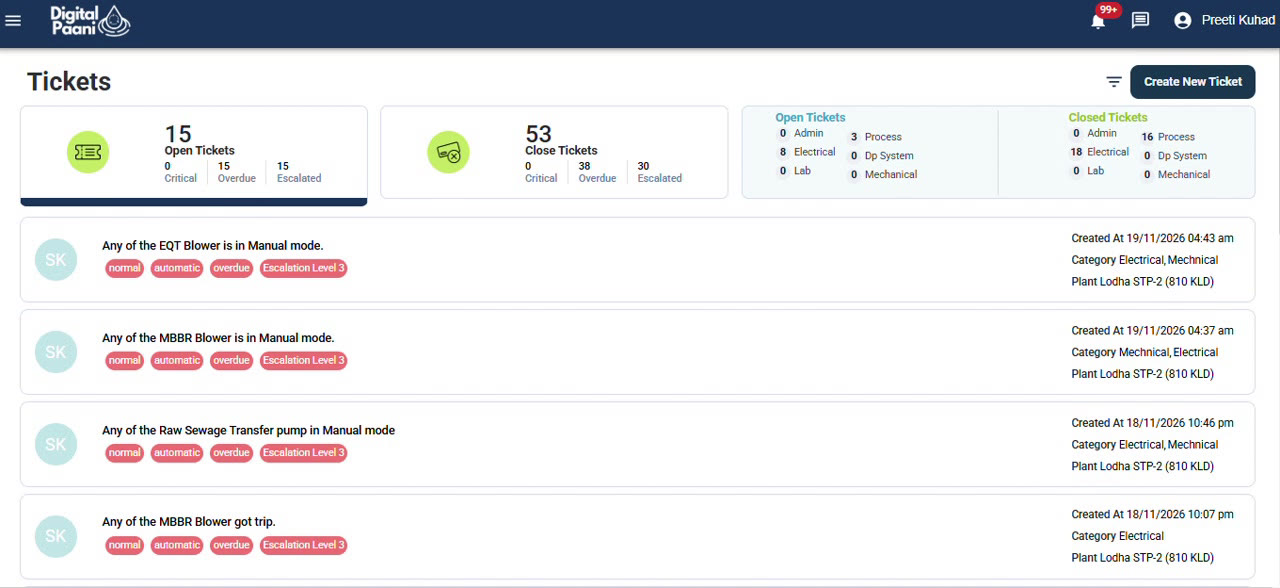 Digital
Paani
99+
Preeti Kuhad
Tickets
Create New Ticket
15
Open Tickets
0 15 15
Critical Overdue Escalated
53
Close Tickets
0 38 30
Critical Overdue Escalated
Open Tickets
0 Admin 3 Process
8 Electrical 0 Dp System
0 Lab 0 Mechanical
Closed Tickets
0 Admin 16 Process
18 Electrical 0 Dp System
0 Lab 0 Mechanical
SK
Any of the EQT Blower is in Manual mode.
normal automatic overdue Escalation Level 3
Created At 19/11/2026 04:43 am
Category Electrical, Mechnical
Plant Lodha STP-2 (810 KLD)
SK
Any of the MBBR Blower is in Manual mode.
normal automatic overdue Escalation Level 3
Created At 19/11/2026 04:37 am
Category Mechnical, Electrical
Plant Lodha STP-2 (810 KLD)
SK
Any of the Raw Sewage Transfer pump in Manual mode
normal automatic overdue Escalation Level 3
Created At 18/11/2026 10:46 pm
Category Electrical, Mechnical
Plant Lodha STP-2 (810 KLD)
SK
Any of the MBBR Blower got trip.
normal automatic overdue Escalation Level 3
Created At 18/11/2026 10:07 pm
Category Electrical
Plant Lodha STP-2 (810 KLD)